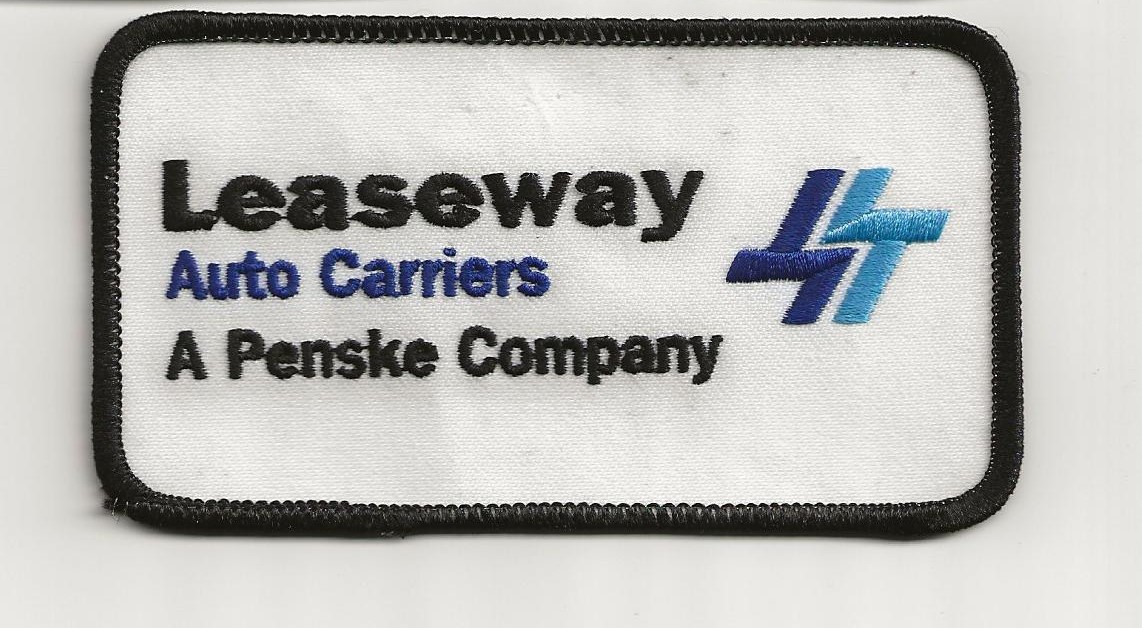 Leaseway
Auto Carriers
A Penske Company